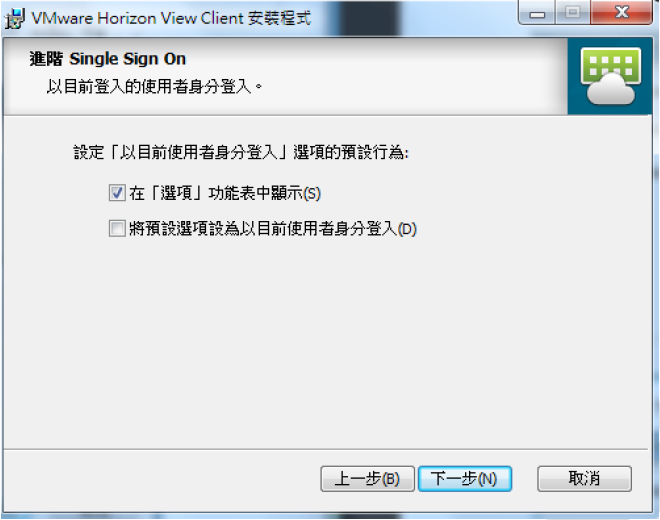 VMware Horizon View Client 安裝程式
進階 Single Sign On
以目前登入的使用者身分登入。
設定「以目前使用者身分登入」選項的預設行為:
在「選項」功能表中顯示(S)
將預設選項設為以目前使用者身分登入(D)
上一步(B) 下一步(N) 取消